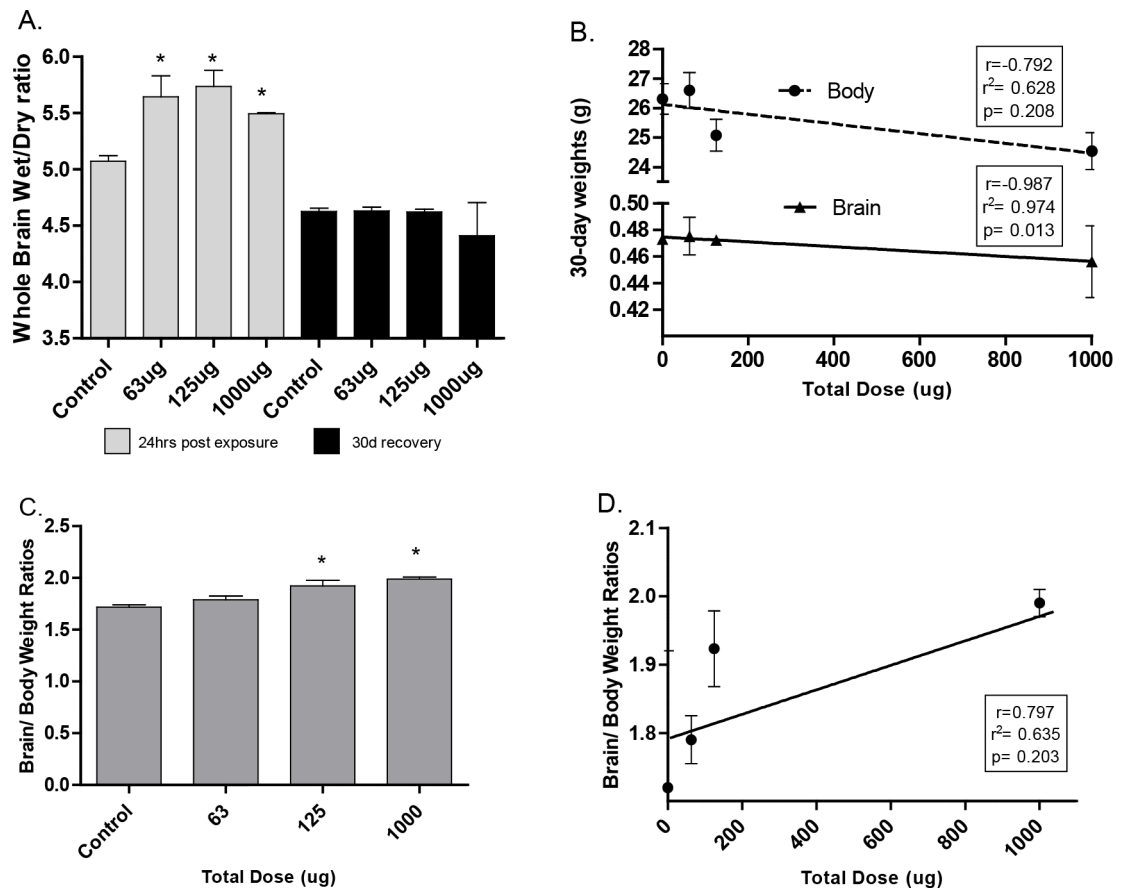 A.
Whole Brain Wet/Dry ratio
6.0
5.5
5.0
4.5
4.0
3.5
*
*
*
Control
63ug
125ug
1000ug
Control
63ug
125ug
1000ug
24hrs post exposure
30d recovery
B.
30-day weights (g)
28
27
26
25
24
0.50
0.48
0.46
0.44
0.42
Body
r=-0.792
r²= 0.628
p= 0.208
Brain
r=-0.987
r²= 0.974
p= 0.013
0
200
400
600
800
1000
Total Dose (ug)
C.
Brain/ Body Weight Ratios
2.5
2.0
1.5
1.0
0.5
0.0
*
*
Control
63
125
1000
Total Dose (ug)
D.
Brain/ Body Weight Ratios
2.1
2.0
1.9
1.8
r=0.797
r²= 0.635
p= 0.203
0
200
400
600
800
1000
Total Dose (ug)